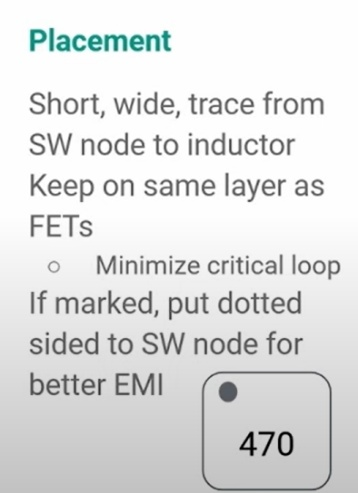 Placement
Short, wide, trace from
SW node to inductor
Keep on same layer as
FETs
○ Minimize critical loop
If marked, put dotted
sided to SW node for
better EMI
470